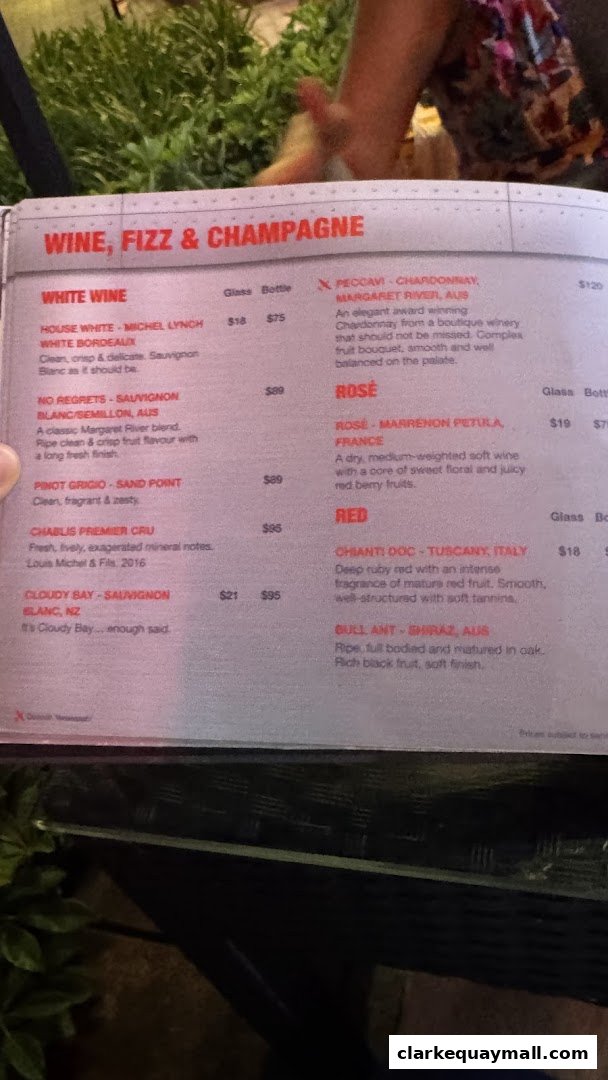 WINE, FIZZ & CHAMPAGNE
WHITE WINE Glass Bottle
HOUSE WHITE - MICHEL LYNCH $18 $75
WHITE BORDEAUX
Clean, crisp & delicate. Sauvignon
Blanc as it should be.
NO REGRETS - SAUVIGNON $89
BLANC/SEMILLON, AUS
A classic Margaret River blend.
Ripe clean & crisp fruit flavour with
a long fresh finish.
PINOT GRIGIO - SAND POINT $89
Clean, fragrant & zesty.
CHABLIS PREMIER CRU $95
Fresh, lively, exagerated mineral notes.
Louis Michel & Fils, 2016
CLOUDY BAY - SAUVIGNON $21 $95
BLANC, NZ
It's Cloudy Bay... enough said.
PECCAVI - CHARDONNAY, $120
MARGARET RIVER, AUS
An elegant award winning
Chardonnay from a boutique winery
that should not be missed. Complex
fruit bouquet, smooth and well
balanced on the palate.
ROSÉ Glass Bott
ROSÉ - MARRENON PETULA, $19 $7
FRANCE
A dry, medium-weighted soft wine
with a core of sweet floral and juicy
red berry fruits.
RED Glass Bo
CHIANTI DOC - TUSCANY, ITALY $18
Deep ruby red with an intense
fragrance of mature red fruit. Smooth,
well-structured with soft tannins.
BULL ANT - SHIRAZ, AUS
Ripe, full bodied and matured in oak.
Rich black fruit, soft finish.
Prices subject to
clarkequaymall.com